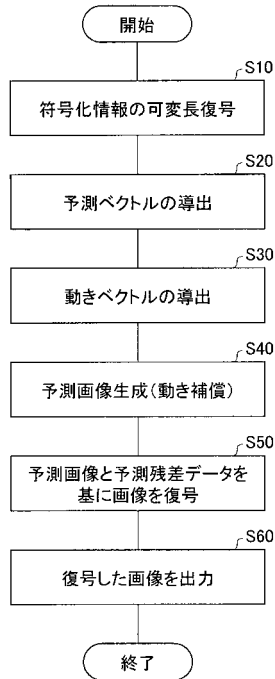 開始
S10
符号化情報の可変長復号
S20
予測ベクトルの導出
S30
動きベクトルの導出
S40
予測画像生成(動き補償)
S50
予測画像と予測残差データを
基に画像を復号
S60
復号した画像を出力
終了